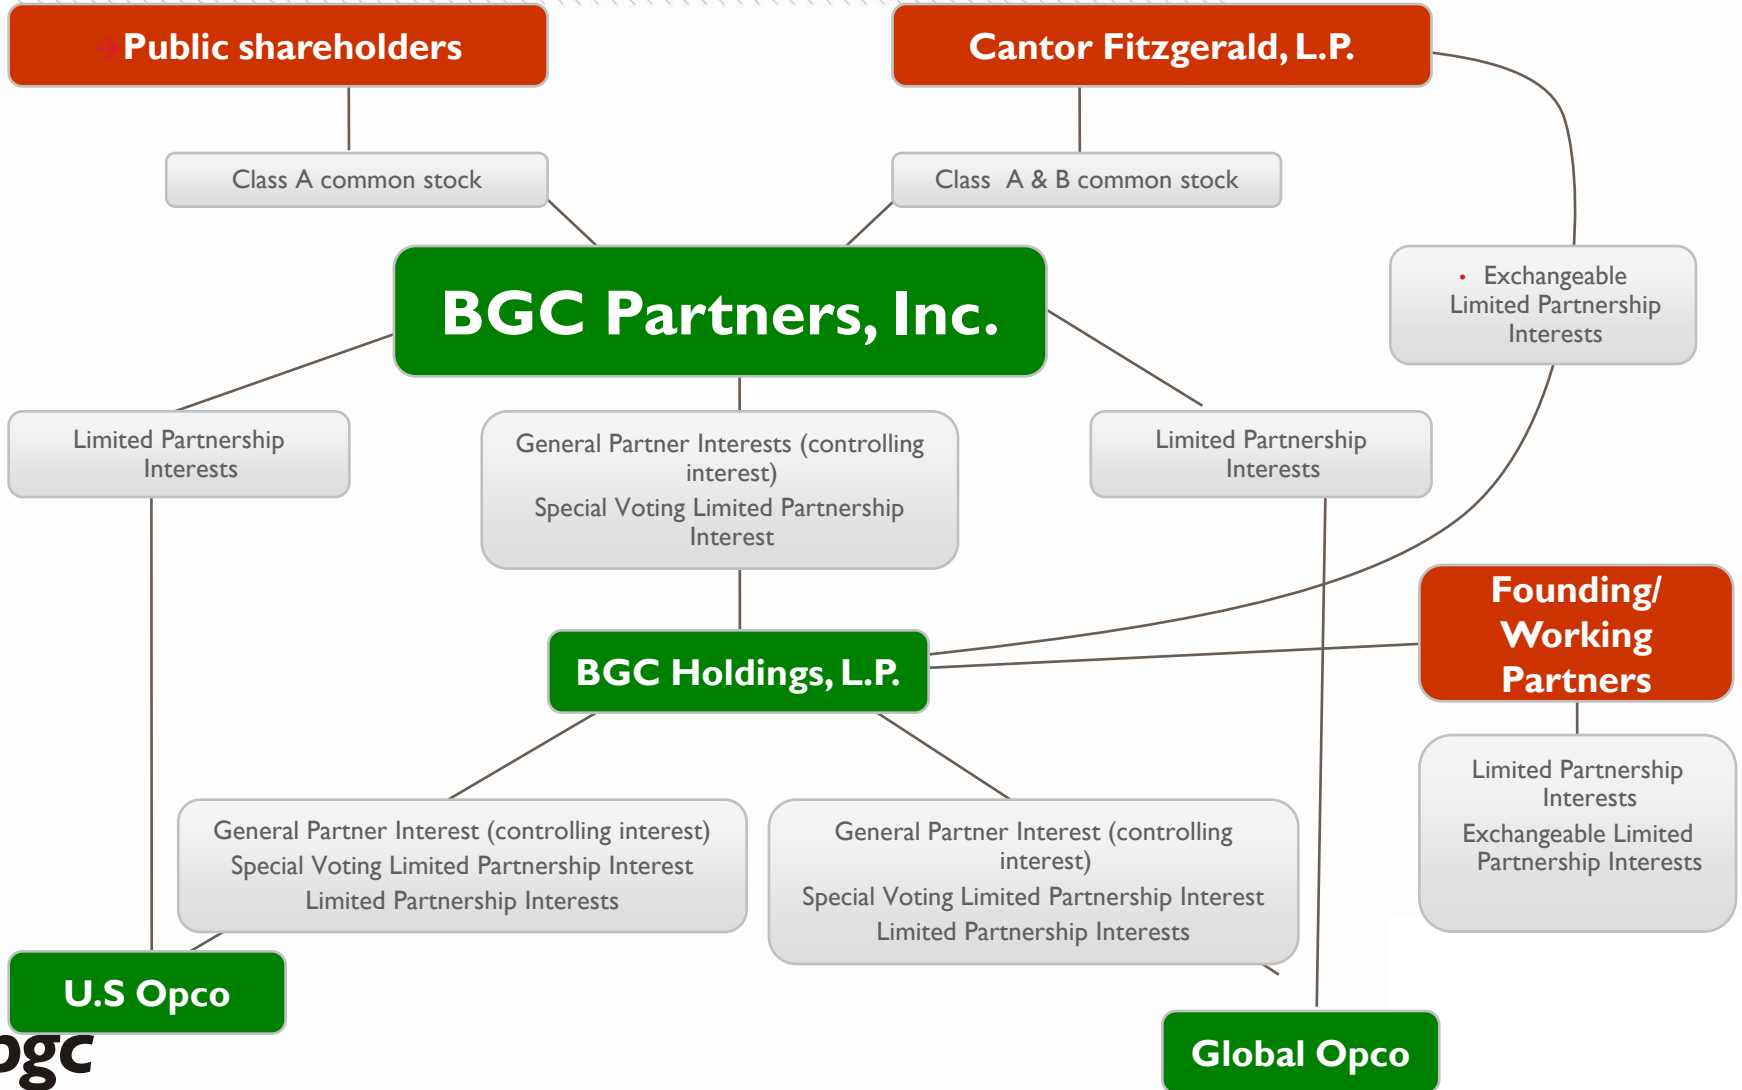 →Public shareholders
Cantor Fitzgerald, L.P.
Class A common stock
Class A & B common stock
BGC Partners, Inc.
• Exchangeable
Limited Partnership
Interests
Limited Partnership
Interests
General Partner Interests (controlling
interest)
Special Voting Limited Partnership
Interest
Limited Partnership
Interests
Founding/
Working
Partners
BGC Holdings, L.P.
Limited Partnership
Interests
Exchangeable Limited
Partnership Interests
General Partner Interest (controlling interest)
Special Voting Limited Partnership Interest
Limited Partnership Interests
General Partner Interest (controlling
interest)
Special Voting Limited Partnership Interest
Limited Partnership Interests
U.S Opco
Global Opco
bgc